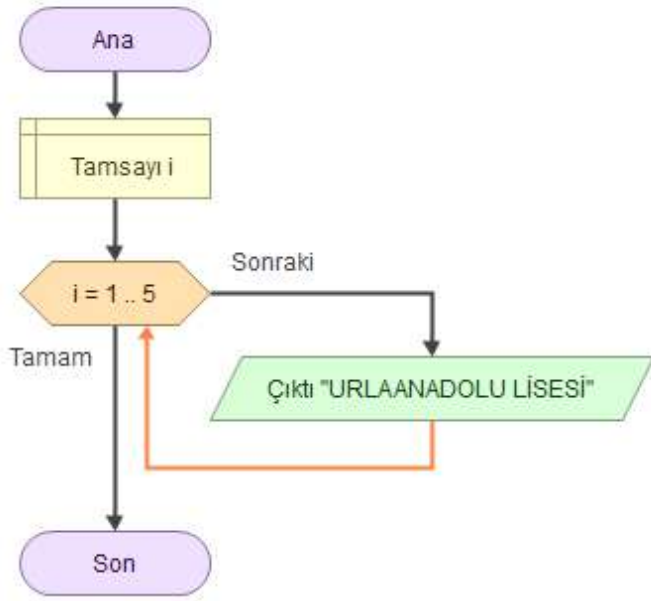 Ana
Tamsayı i
i = 1 .. 5
Sonraki
Tamam
Çıktı "URLAANADOLU LİSESİ"
Son